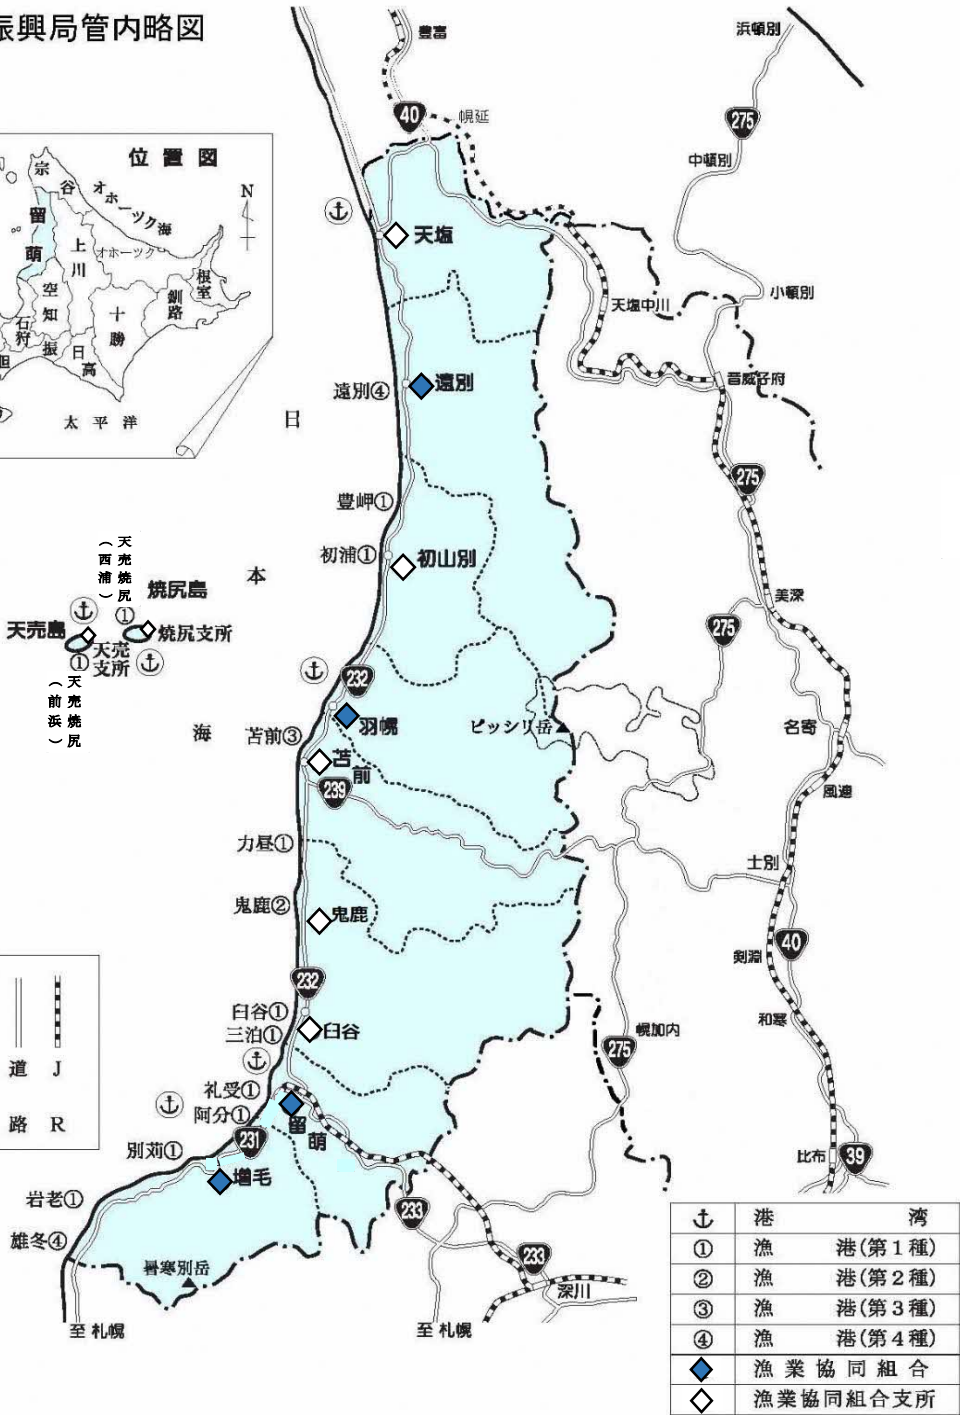 振興局管内略図
位置図
N
宗谷
オホーツク海
留萌
上川
オホーツク
空知
石狩
十勝
釧路
根室
胆振
日高
太平洋
日本海
豊富
浜頓別
40
幌延
275
中頓別
天塩
小頓別
天塩中川
音威子府
遠別④
遠別
275
豊岬①
初浦①
初山別
美深
275
天売焼尻
(西浦)
焼尻島
天売島
①
焼尻支所
①
天売支所
天売焼尻
(前浜)
232
羽幌
苫前③
苫前
239
ピッシリ岳
名寄
風連
力昼①
士別
鬼鹿②
鬼鹿
40
剣淵
232
臼谷①
臼谷
三泊①
和寒
幌加内
275
道路
JR
礼受①
阿分①
留萌
231
別苅①
増毛
比布
39
岩老①
雄冬④
233
233
暑寒別岳
深川
至札幌
至札幌
港湾
① 漁港(第1種)
② 漁港(第2種)
③ 漁港(第3種)
④ 漁港(第4種)
漁業協同組合
漁業協同組合支所